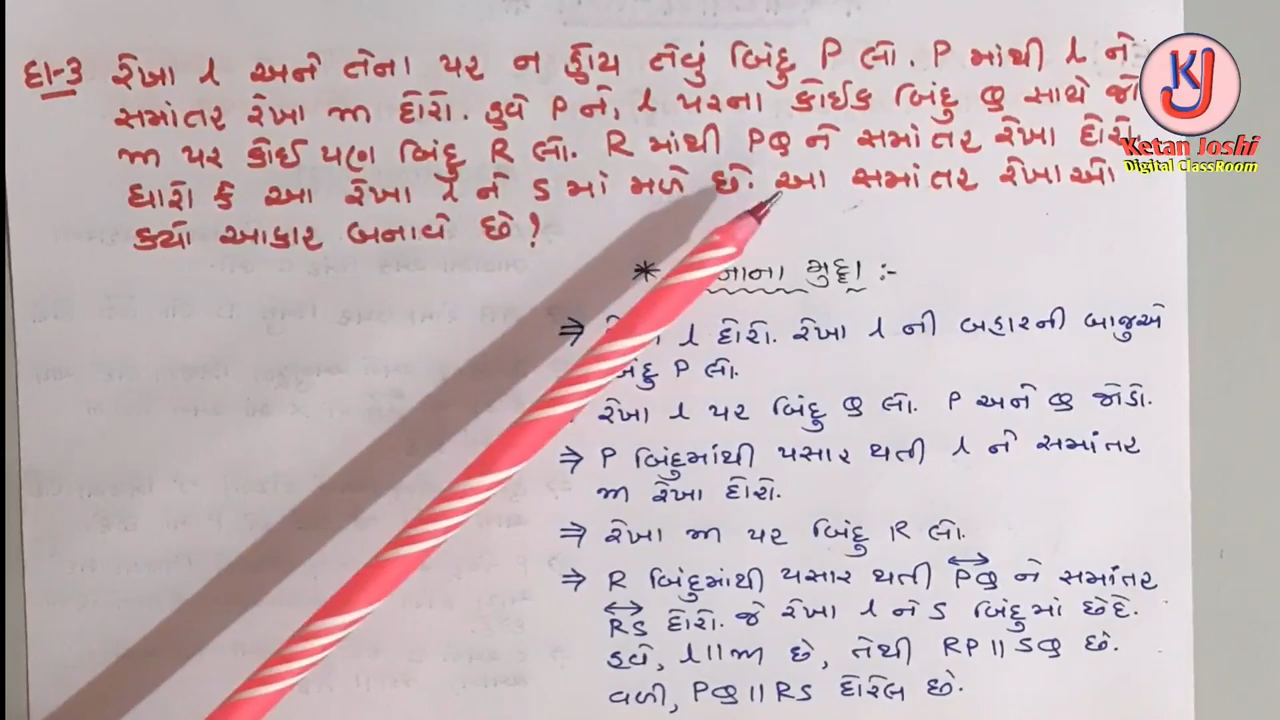 દા-3 રેખા l અને તેના પર ન હોય તેવું બિંદુ P લો. P માંથી l ને
સમાંતર રેખા m દોરો. હવે P ને, l પરના કોઈક બિંદુ Q સાથે જો
m પર કોઈ પણ બિંદુ R લો. R માંથી PQ ને સમાંતર રેખા દોરો.
ધારો કે આ રેખા l ને S માં મળે છે. આ સમાંતર રેખાઓ
ક્યો આકાર બનાવે છે?
KJ
Ketan Joshi
Digital ClassRoom
* મુદ્દા :-
⇒ l દોરો. રેખા l ની બહારની બાજુએ
બિંદુ P લો.
રેખા l પર બિંદુ Q લો. P અને Q જોડો.
⇒ P બિંદુમાંથી પસાર થતી l ને સમાંતર
m રેખા દોરો.
⇒ રેખા m પર બિંદુ R લો.
⇒ R બિંદુમાંથી પસાર થતી PQ ને સમાંતર
RS દોરો. જે રેખા l ને S બિંદુમાં છેદે.
હવે, l || m છે, તેથી RP || SQ છે.
વળી, PQ || RS દોરેલ છે.